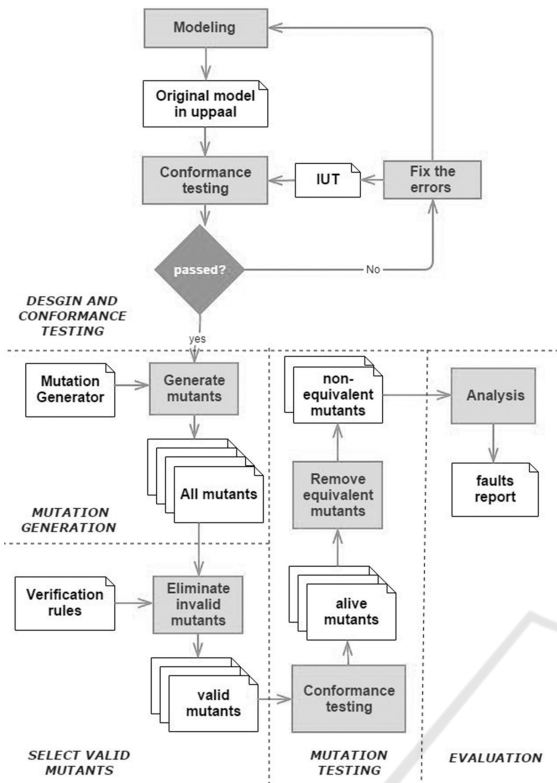 Modeling
Original model
in uppaal
Conformance
testing
IUT
Fix the
errors
passed?
No
DESGIN AND
CONFORMANCE
TESTING
yes
Mutation
Generator
Generate
mutants
All mutants
MUTATION
GENERATION
Verification
rules
Eliminate
invalid
mutants
valid
mutants
SELECT VALID
MUTANTS
non-
equivalent
mutants
Remove
equivalent
mutants
alive
mutants
Conformance
testing
MUTATION
TESTING
Analysis
faults
report
EVALUATION